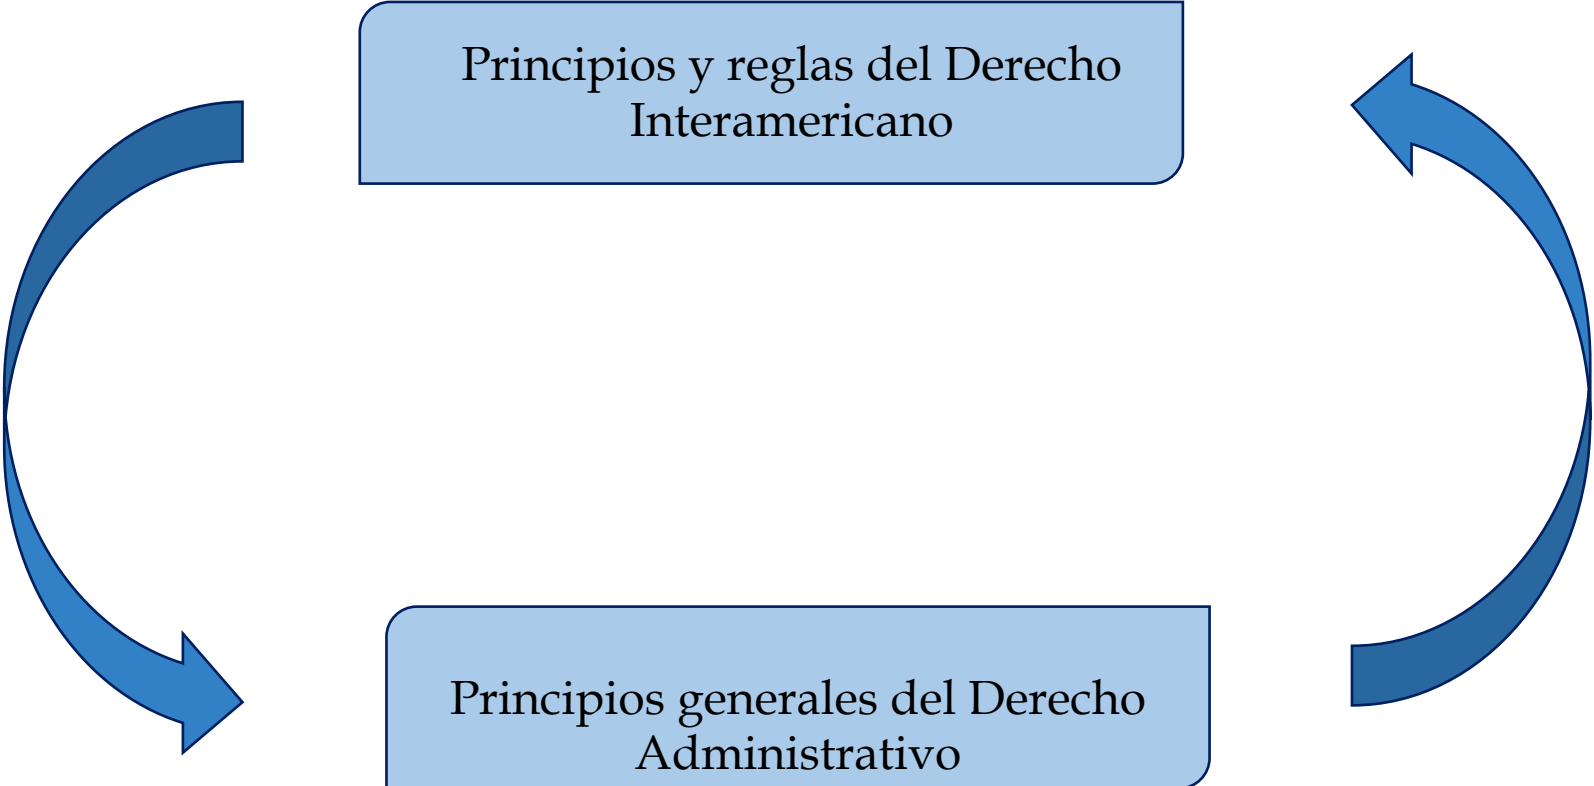 Principios y reglas del Derecho
Interamericano
Principios generales del Derecho
Administrativo